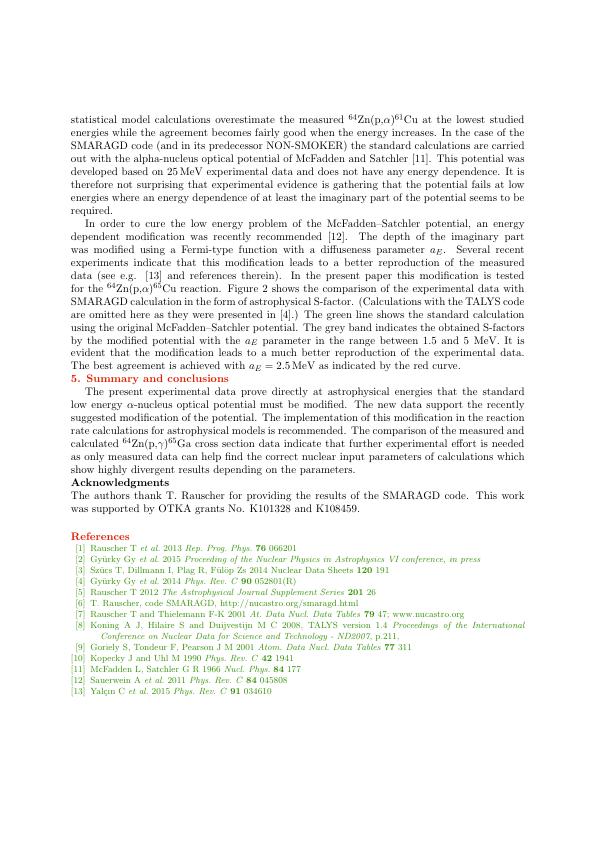 statistical model calculations overestimate the measured ⁶⁴Zn(p,α)⁶¹Cu at the lowest studied
energies while the agreement becomes fairly good when the energy increases. In the case of the
SMARAGD code (and in its predecessor NON-SMOKER) the standard calculations are carried
out with the alpha-nucleus optical potential of McFadden and Satchler [11]. This potential was
developed based on 25 MeV experimental data and does not have any energy dependence. It is
therefore not surprising that experimental evidence is gathering that the potential fails at low
energies where an energy dependence of at least the imaginary part of the potential seems to be
required.
In order to cure the low energy problem of the McFadden–Satchler potential, an energy
dependent modification was recently recommended [12]. The depth of the imaginary part
was modified using a Fermi-type function with a diffuseness parameter a_E. Several recent
experiments indicate that this modification leads to a better reproduction of the measured
data (see e.g. [13] and references therein). In the present paper this modification is tested
for the ⁶⁴Zn(p,α)⁶⁵Cu reaction. Figure 2 shows the comparison of the experimental data with
SMARAGD calculation in the form of astrophysical S-factor. (Calculations with the TALYS code
are omitted here as they were presented in [4].) The green line shows the standard calculation
using the original McFadden–Satchler potential. The grey band indicates the obtained S-factors
by the modified potential with the a_E parameter in the range between 1.5 and 5 MeV. It is
evident that the modification leads to a much better reproduction of the experimental data.
The best agreement is achieved with a_E = 2.5 MeV as indicated by the red curve.
5. Summary and conclusions
The present experimental data prove directly at astrophysical energies that the standard
low energy α-nucleus optical potential must be modified. The new data support the recently
suggested modification of the potential. The implementation of this modification in the reaction
rate calculations for astrophysical models is recommended. The comparison of the measured and
calculated ⁶⁴Zn(p,γ)⁶⁵Ga cross section data indicate that further experimental effort is needed
as only measured data can help find the correct nuclear input parameters of calculations which
show highly divergent results depending on the parameters.
Acknowledgments
The authors thank T. Rauscher for providing the results of the SMARAGD code. This work
was supported by OTKA grants No. K101328 and K108459.
References
[1] Rauscher T et al. 2013 Rep. Prog. Phys. 76 066201
[2] Gyürky Gy et al. 2015 Proceeding of the Nuclear Physics in Astrophysics VI conference, in press
[3] Szücs T, Dillmann I, Plag R, Fülöp Zs 2014 Nuclear Data Sheets 120 191
[4] Gyürky Gy et al. 2014 Phys. Rev. C 90 052801(R)
[5] Rauscher T 2012 The Astrophysical Journal Supplement Series 201 26
[6] T. Rauscher, code SMARAGD, http://nucastro.org/smaragd.html
[7] Rauscher T and Thielemann F-K 2001 At. Data Nucl. Data Tables 79 47; www.nucastro.org
[8] Koning A J, Hilaire S and Duijvestijn M C 2008, TALYS version 1.4 Proceedings of the International
Conference on Nuclear Data for Science and Technology - ND2007, p.211.
[9] Goriely S, Tondeur F, Pearson J M 2001 Atom. Data Nucl. Data Tables 77 311
[10] Kopecky J and Uhl M 1990 Phys. Rev. C 42 1941
[11] McFadden L, Satchler G R 1966 Nucl. Phys. 84 177
[12] Sauerwein A et al. 2011 Phys. Rev. C 84 045808
[13] Yalçın C et al. 2015 Phys. Rev. C 91 034610